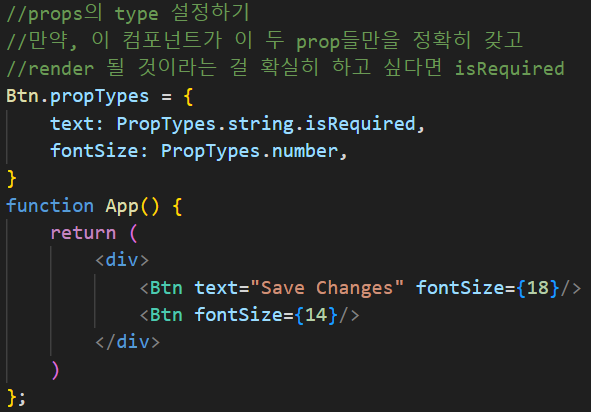 //props의 type 설정하기
//만약, 이 컴포넌트가 이 두 prop들만을 정확히 갖고
//render 될 것이라는 걸 확실히 하고 싶다면 isRequired
Btn.propTypes = {
    text: PropTypes.string.isRequired,
    fontSize: PropTypes.number,
}
function App() {
    return (
        <div>
            <Btn text="Save Changes" fontSize={18}/>
            <Btn fontSize={14}/>
        </div>
    )
};